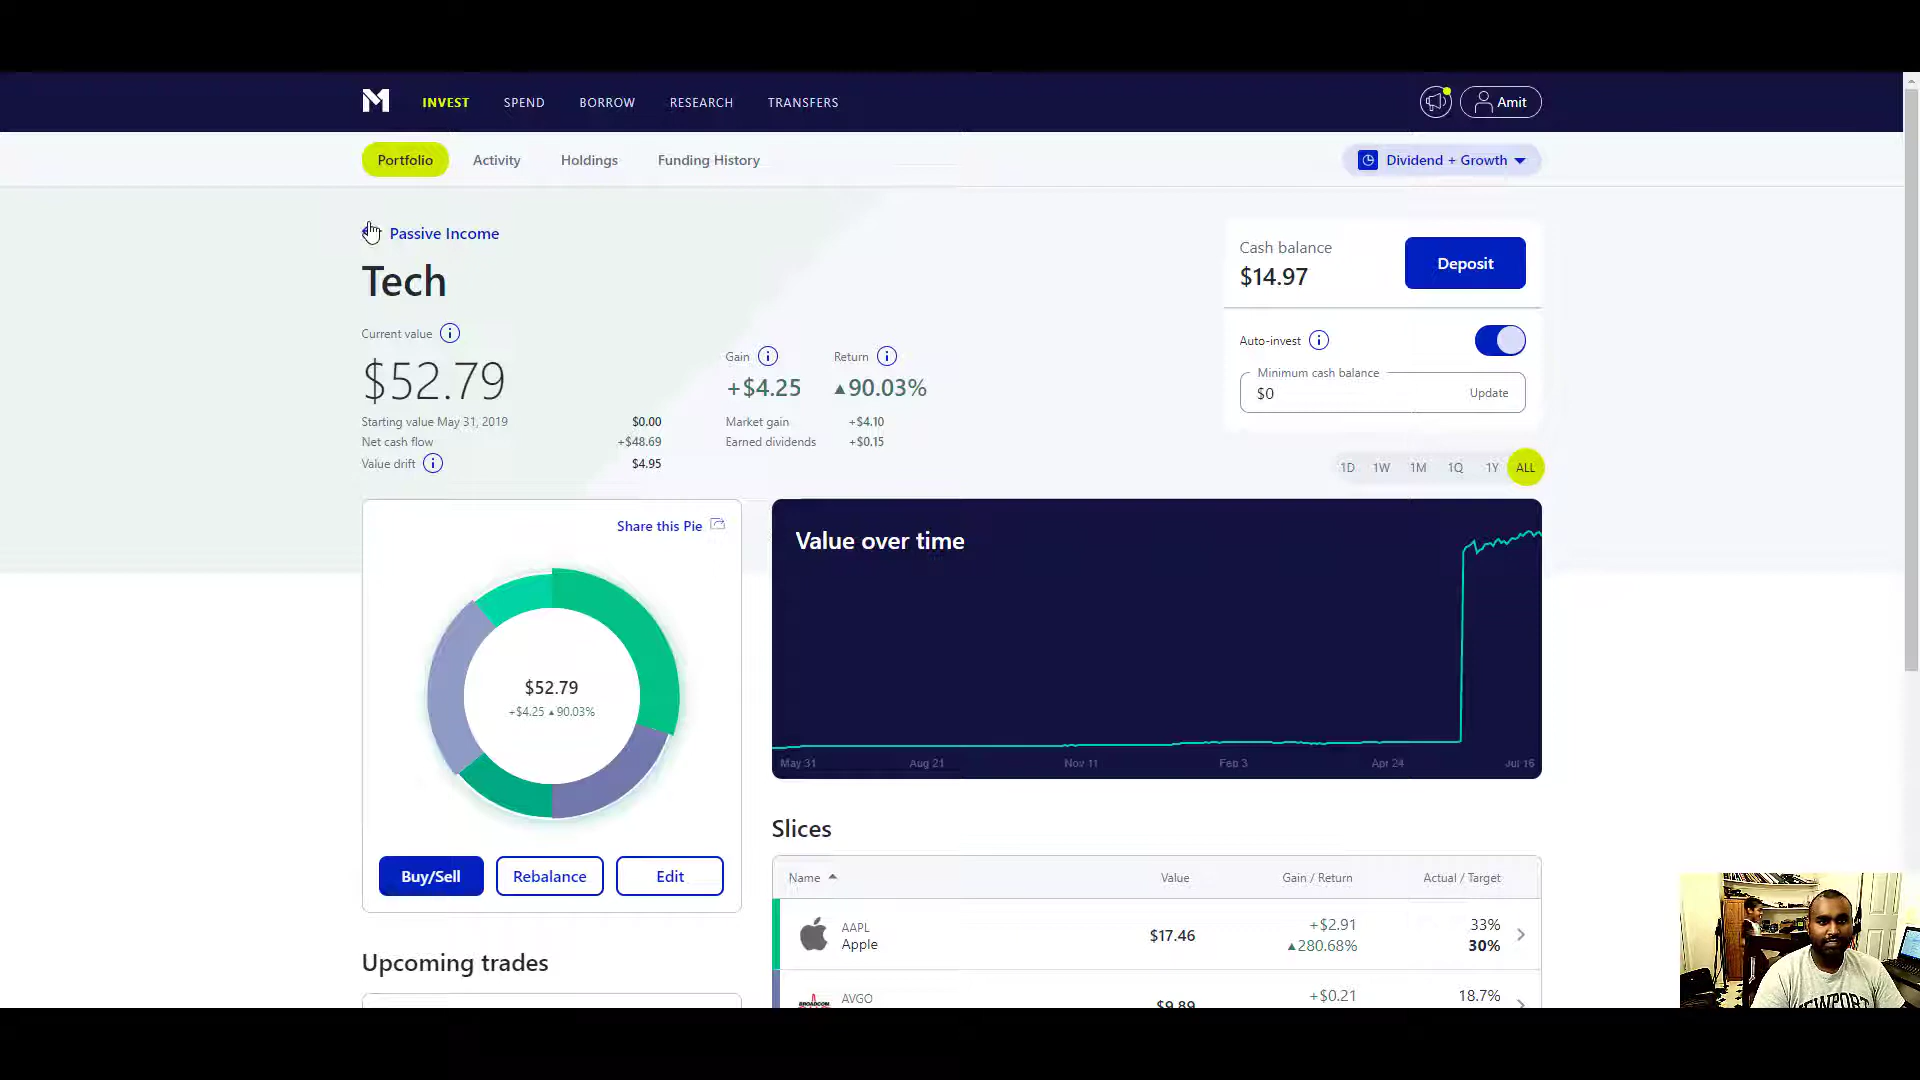 INVEST SPEND BORROW RESEARCH TRANSFERS Amit
Portfolio Activity Holdings Funding History Dividend + Growth
Passive Income
Tech
Current value
$52.79
Starting value May 31, 2019 $0.00
Net cash flow +$48.69
Value drift $4.95
Gain Return
+$4.25 ▲90.03%
Market gain +$4.10
Earned dividends +$0.15
Cash balance
$14.97
Deposit
Auto-invest
Minimum cash balance
$0 Update
1D 1W 1M 1Q 1Y ALL
Share this Pie
$52.79
+$4.25 ▲90.03%
Buy/Sell Rebalance Edit
Upcoming trades
Value over time
May 31 Aug 21 Nov 11 Feb 3 Apr 24 Jul 16
Slices
Name Value Gain / Return Actual / Target
AAPL
Apple
$17.46
+$2.91
▲280.68%
33%
30%
AVGO
BROADCOM
$9.89
+$0.21
18.7%
NEWPORT